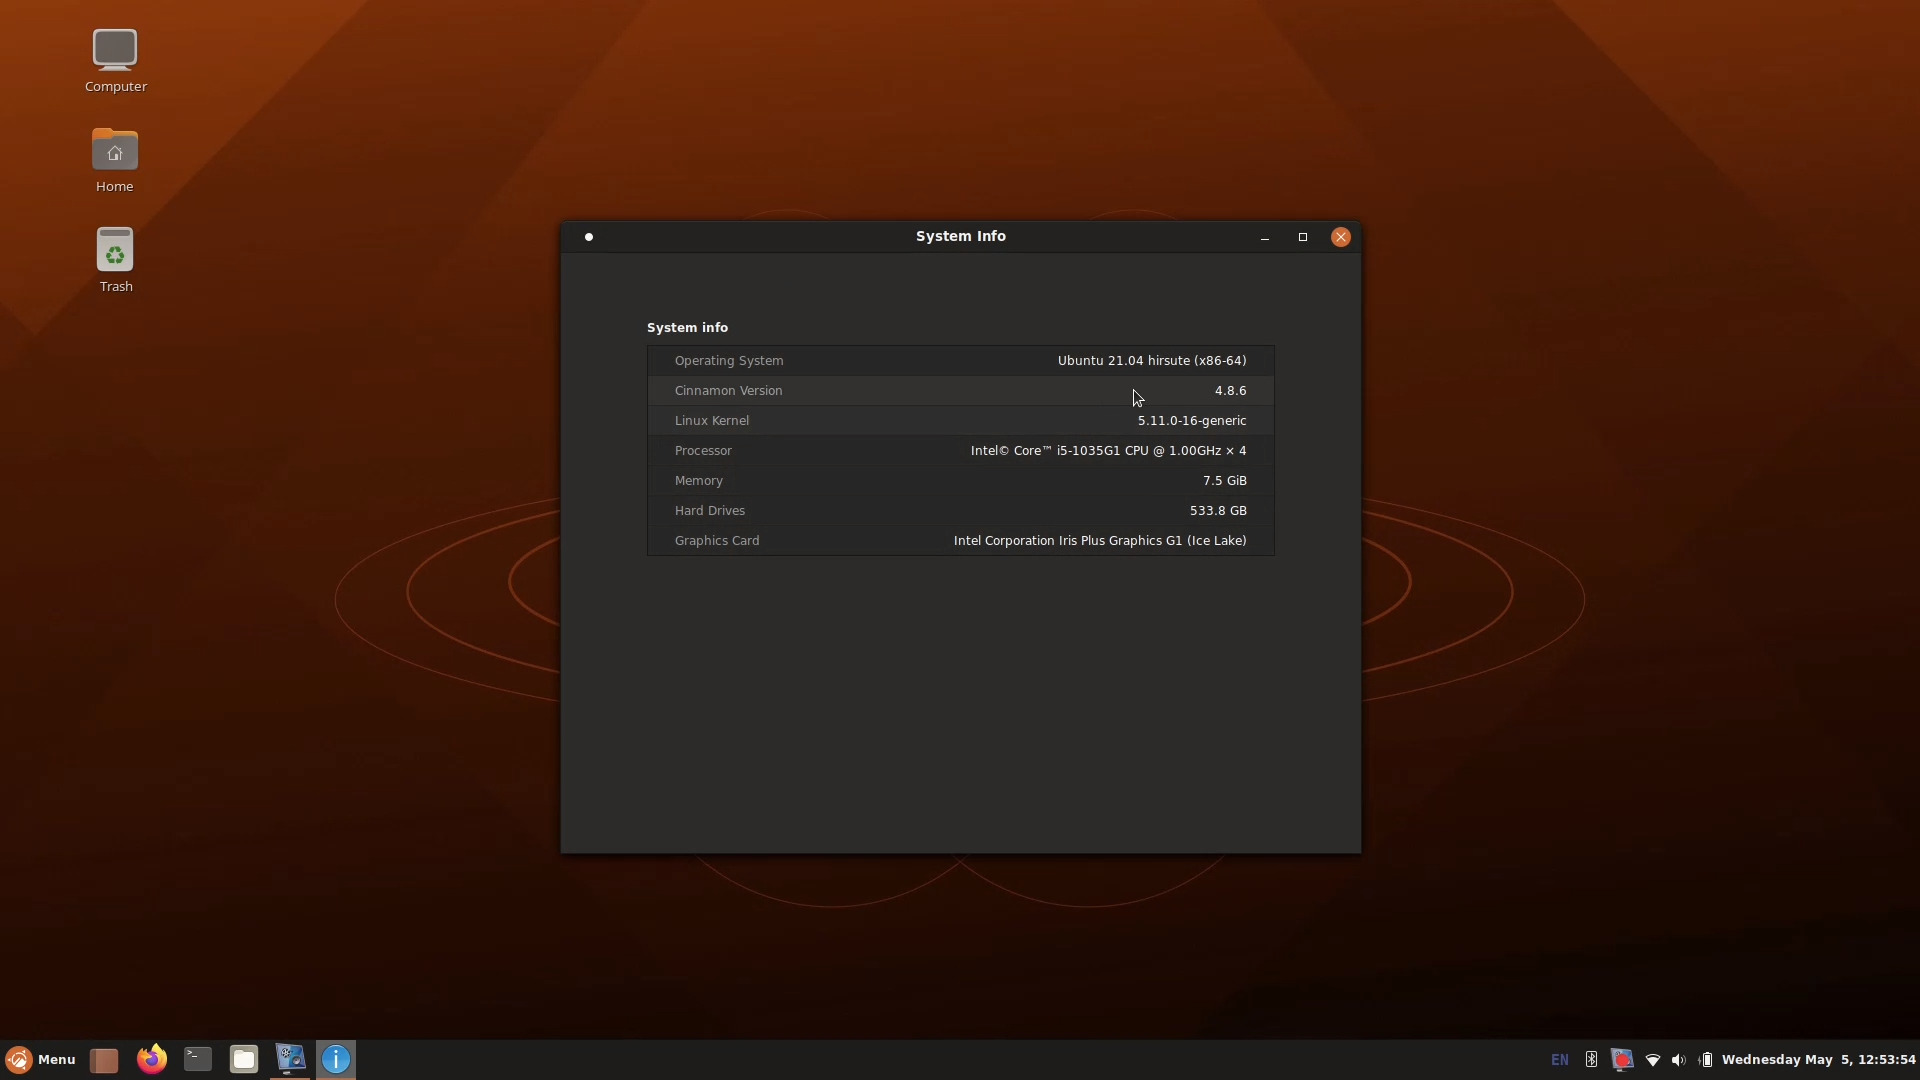 Computer
Home
Trash
System Info
System info
Operating System Ubuntu 21.04 hirsute (x86-64)
Cinnamon Version 4.8.6
Linux Kernel 5.11.0-16-generic
Processor Intel© Core™ i5-1035G1 CPU @ 1.00GHz × 4
Memory 7.5 GiB
Hard Drives 533.8 GB
Graphics Card Intel Corporation Iris Plus Graphics G1 (Ice Lake)
Menu >_ EN Wednesday May 5, 12:53:54